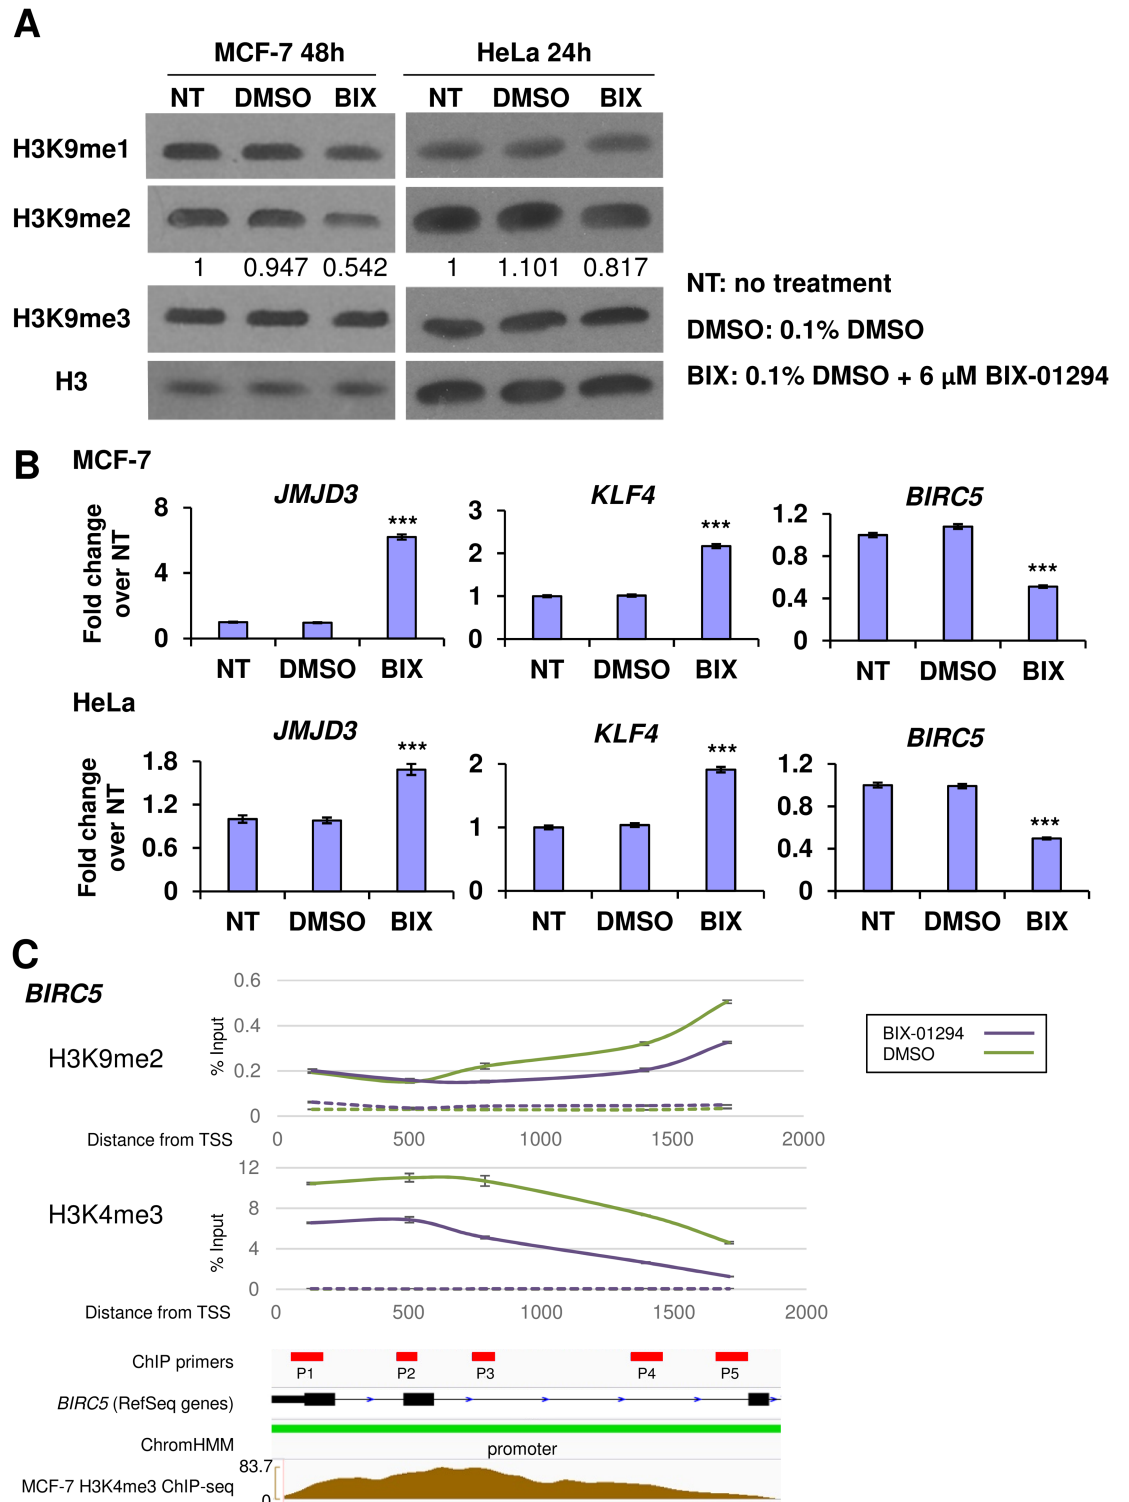 A
MCF-7 48h HeLa 24h
NT DMSO BIX NT DMSO BIX
H3K9me1
H3K9me2
1 0.947 0.542 1 1.101 0.817
H3K9me3
H3
NT: no treatment
DMSO: 0.1% DMSO
BIX: 0.1% DMSO + 6 µM BIX-01294
B
MCF-7
JMJD3 KLF4 BIRC5
Fold change
over NT
8
4
0
***
NT DMSO BIX
3
2
1
0
***
NT DMSO BIX
1.2
0.8
0.4
0
***
NT DMSO BIX
HeLa
JMJD3 KLF4 BIRC5
Fold change
over NT
1.8
1.2
0.6
0
***
NT DMSO BIX
2
1
0
***
NT DMSO BIX
1.2
0.8
0.4
0
***
NT DMSO BIX
C
BIRC5
H3K9me2
% Input
0.6
0.4
0.2
0
Distance from TSS 0 500 1000 1500 2000
BIX-01294
DMSO
H3K4me3
% Input
12
8
4
0
Distance from TSS 0 500 1000 1500 2000
ChIP primers
P1 P2 P3 P4 P5
BIRC5 (RefSeq genes)
ChromHMM
promoter
83.7
MCF-7 H3K4me3 ChIP-seq
0